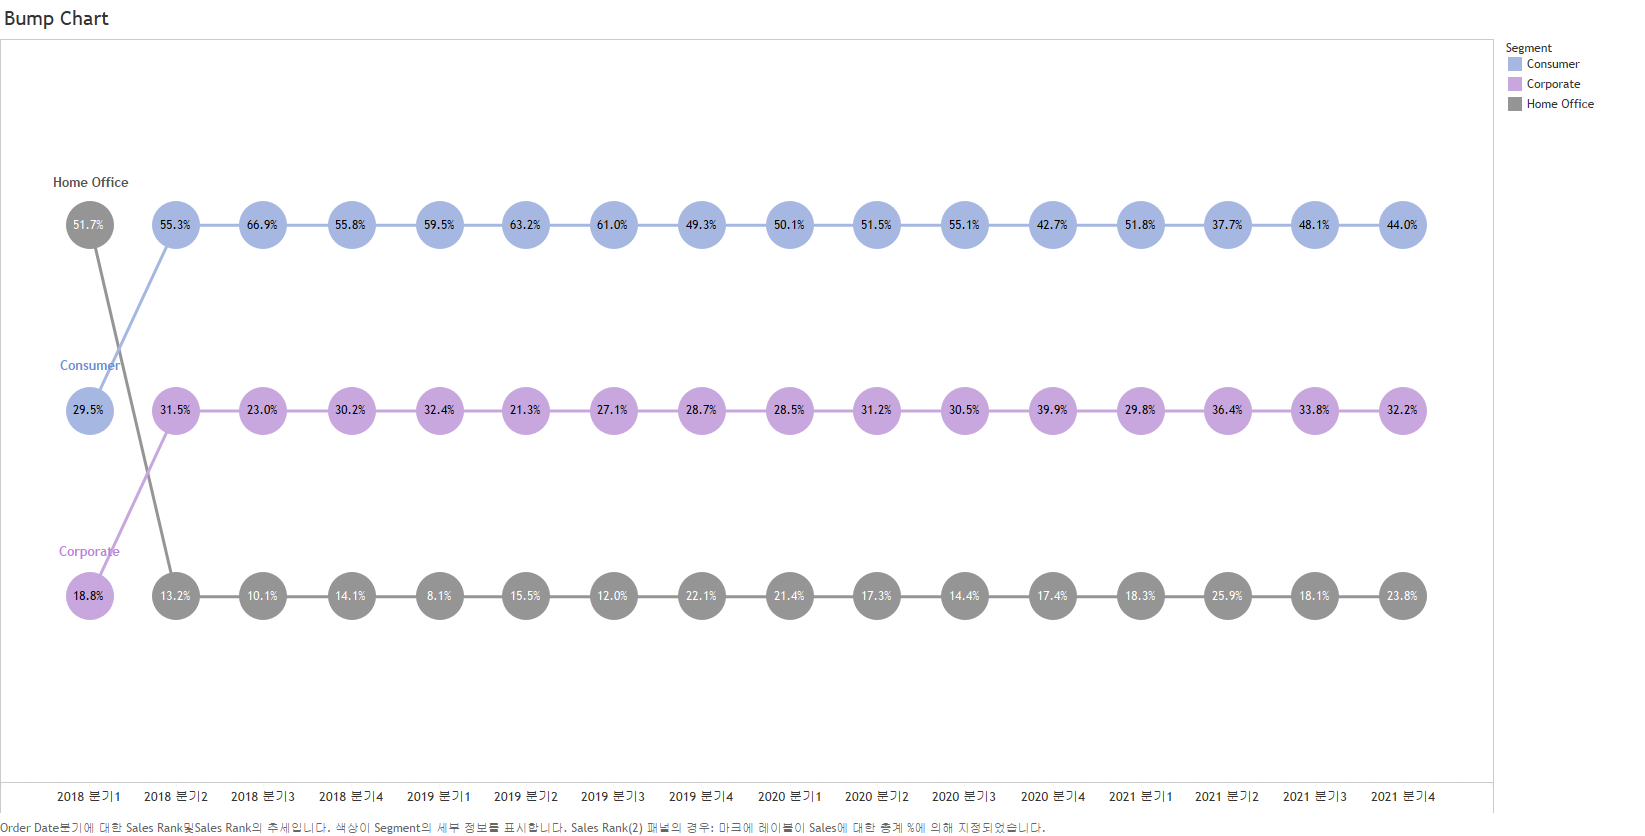 Bump Chart
Segment
Consumer
Corporate
Home Office
Home Office
51.7% 55.3% 66.9% 55.8% 59.5% 63.2% 61.0% 49.3% 50.1% 51.5% 55.1% 42.7% 51.8% 37.7% 48.1% 44.0%
Consumer
29.5% 31.5% 23.0% 30.2% 32.4% 21.3% 27.1% 28.7% 28.5% 31.2% 30.5% 39.9% 29.8% 36.4% 33.8% 32.2%
Corporate
18.8% 13.2% 10.1% 14.1% 8.1% 15.5% 12.0% 22.1% 21.4% 17.3% 14.4% 17.4% 18.3% 25.9% 18.1% 23.8%
2018 분기1 2018 분기2 2018 분기3 2018 분기4 2019 분기1 2019 분기2 2019 분기3 2019 분기4 2020 분기1 2020 분기2 2020 분기3 2020 분기4 2021 분기1 2021 분기2 2021 분기3 2021 분기4
Order Date분기에 대한 Sales Rank및Sales Rank의 추세입니다. 색상이 Segment의 세부 정보를 표시합니다. Sales Rank(2) 패널의 경우: 마크에 레이블이 Sales에 대한 총계 %에 의해 지정되었습니다.